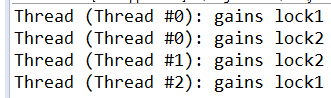 Thread (Thread #0): gains lock1
Thread (Thread #0): gains lock2
Thread (Thread #1): gains lock2
Thread (Thread #2): gains lock1